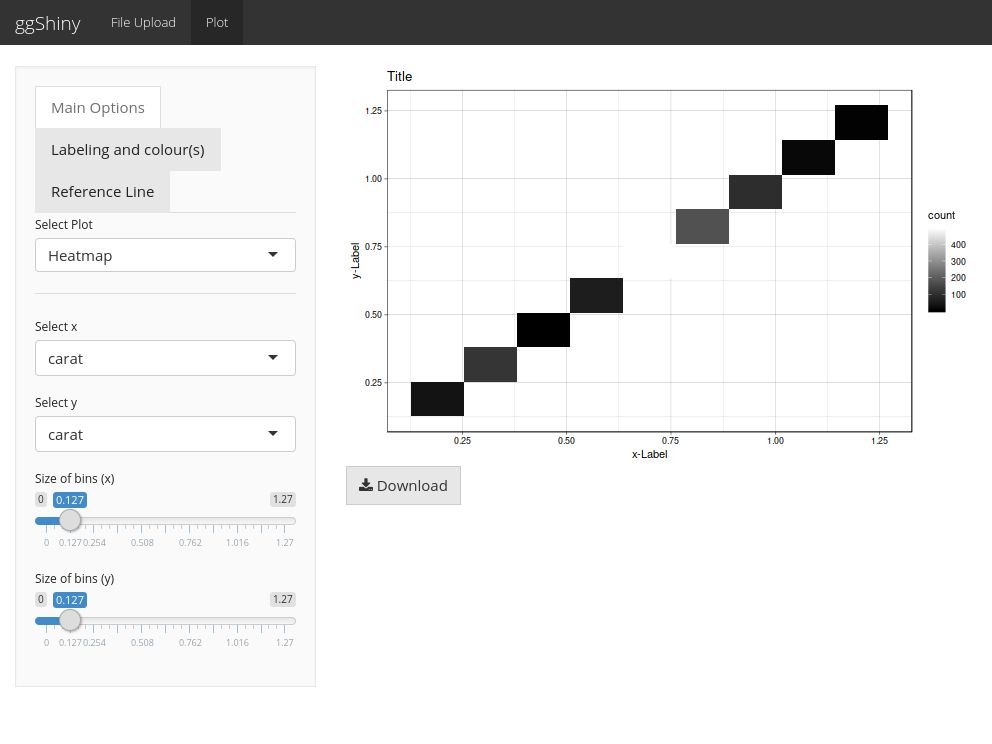 ggShiny File Upload Plot
Main Options
Labeling and colour(s)
Reference Line
Select Plot
Heatmap
Select x
carat
Select y
carat
Size of bins (x)
0 0.127 1.27
0 0.127 0.254 0.508 0.762 1.016 1.27
Size of bins (y)
0 0.127 1.27
0 0.127 0.254 0.508 0.762 1.016 1.27
Title
1.25
1.00
0.75
0.50
0.25
y-Label
0.25 0.50 0.75 1.00 1.25
x-Label
count
400
300
200
100
Download